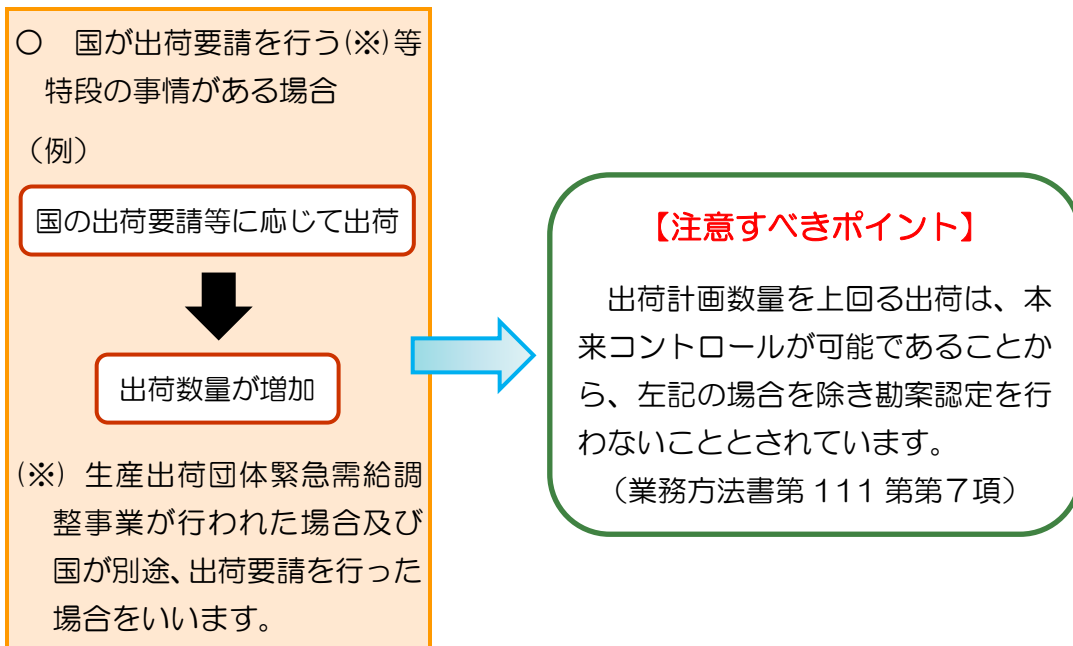 ○　国が出荷要請を行う(※)等
特段の事情がある場合
（例）
国の出荷要請等に応じて出荷
出荷数量が増加
(※) 生産出荷団体緊急需給調
整事業が行われた場合及び
国が別途、出荷要請を行った
場合をいいます。
【注意すべきポイント】
出荷計画数量を上回る出荷は、本
来コントロールが可能であることか
ら、左記の場合を除き勘案認定を行
わないこととされています。
（業務方法書第 111 第第７項）